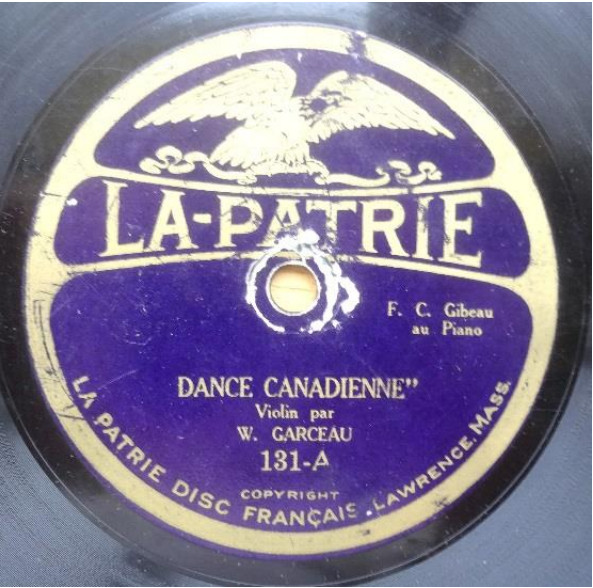 LA-PATRIE
F. C. Gibeau
au Piano
DANCE CANADIENNE"
Violin par
W. GARCEAU
131-A
COPYRIGHT
LA PATRIE DISC FRANÇAIS. LAWRENCE, MASS.